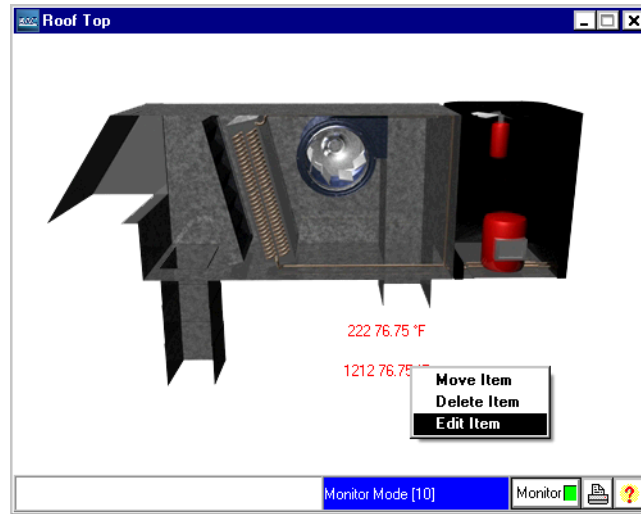 Roof Top
222 76.75 °F
1212 76.75 °F
Move Item
Delete Item
Edit Item
Monitor Mode [10]
Monitor
?